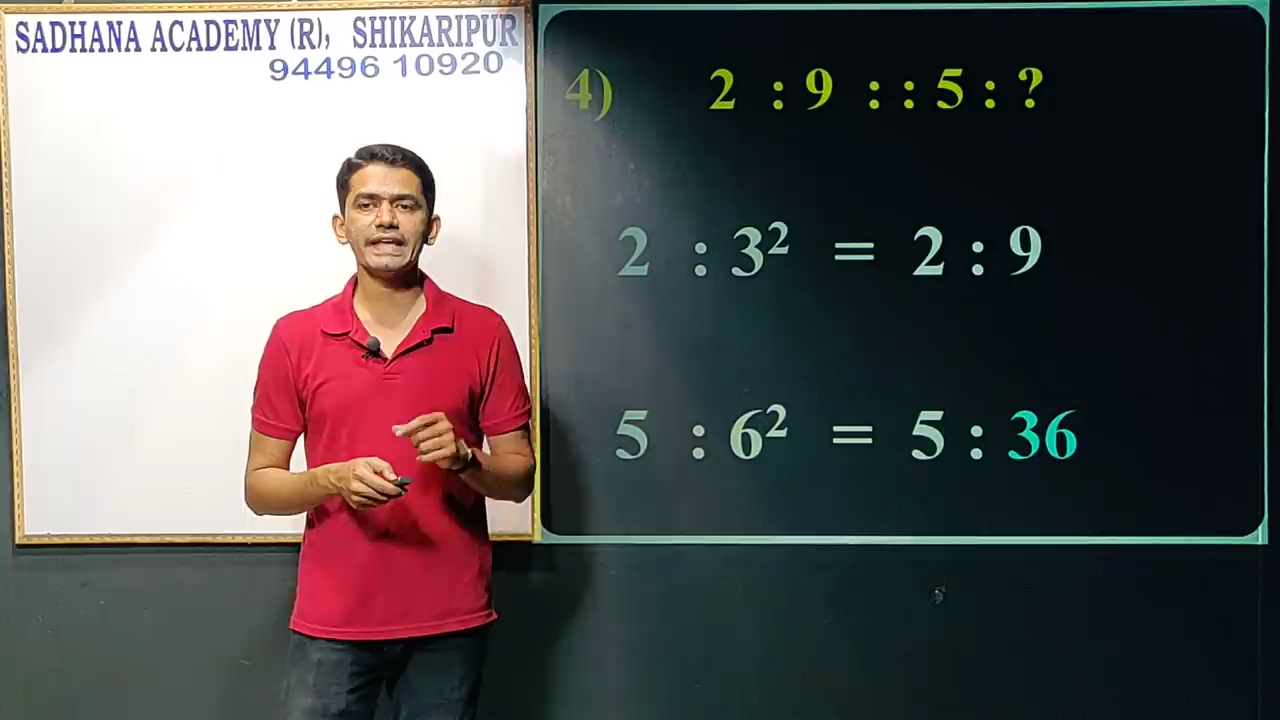 SADHANA ACADEMY (R), SHIKARIPUR
94496 10920
4) 2 : 9 : : 5 : ?
2 : 3² = 2 : 9
5 : 6² = 5 : 36